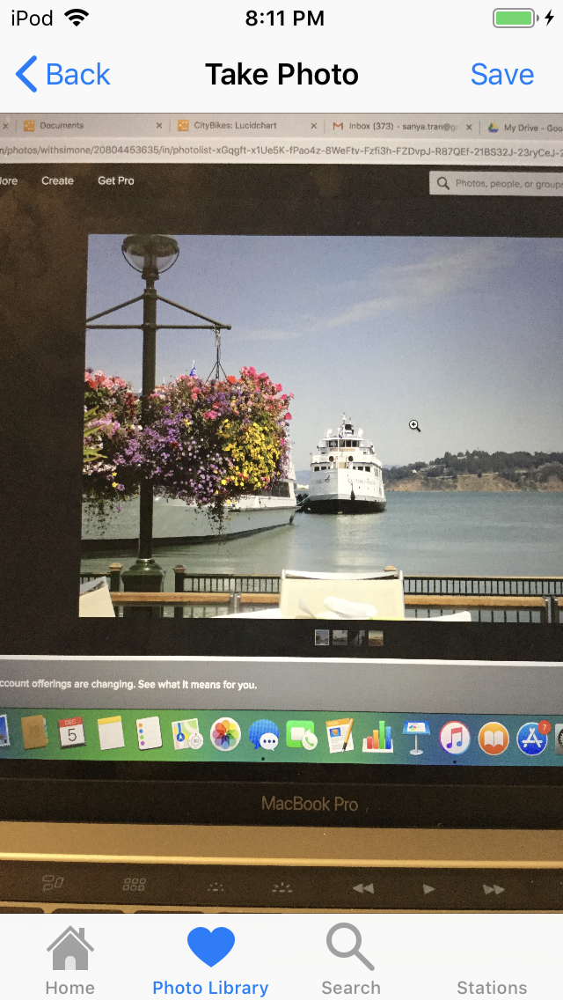 iPod 8:11 PM
Back Take Photo Save
Documents CityBikes: Lucidchart Inbox (373) - sanya.tran@g My Drive - Goo
n/photos/withsimone/20804453635/in/photolist-xGqgft-x1Ue5K-fPao4z-8WeFtv-Fzfi3h-FZDvpJ-R87QEf-21BS32J-23ryCeJ-2
lore Create Get Pro Photos, people, or groups
ccount offerings are changing. See what it means for you.
DEC
5
7
MacBook Pro
Home Photo Library Search Stations